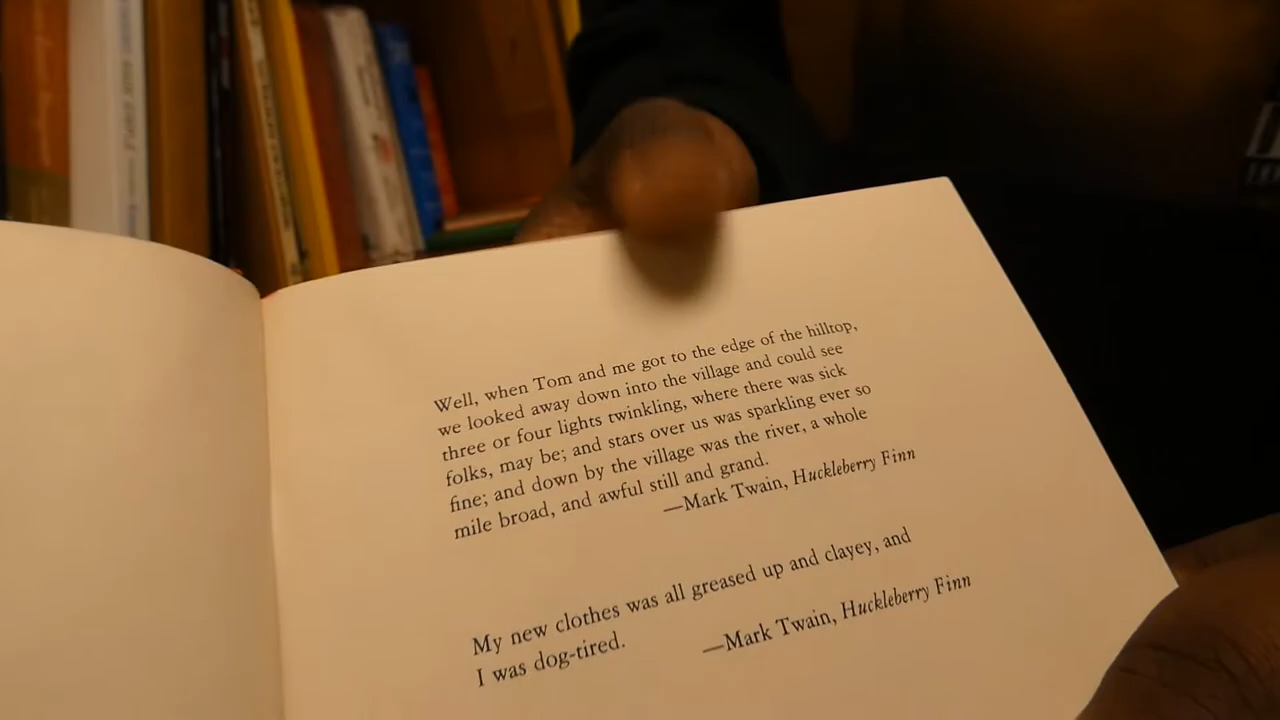 Well, when Tom and me got to the edge of the hilltop,
we looked away down into the village and could see
three or four lights twinkling, where there was sick
folks, may be; and stars over us was sparkling ever so
fine; and down by the village was the river, a whole
mile broad, and awful still and grand.
—Mark Twain, Huckleberry Finn
My new clothes was all greased up and clayey, and
I was dog-tired.
—Mark Twain, Huckleberry Finn